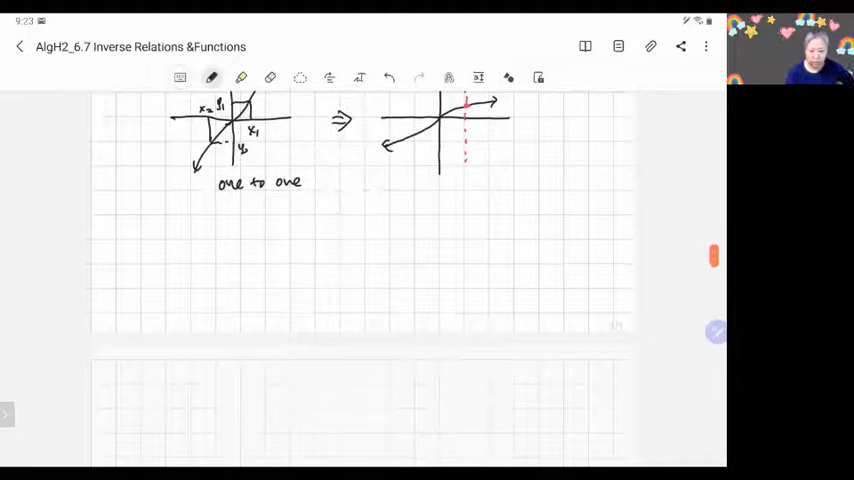 9:23
AlgH2_6.7 Inverse Relations &Functions
x₂ y₁
⇒
x₁
y₂
one to one